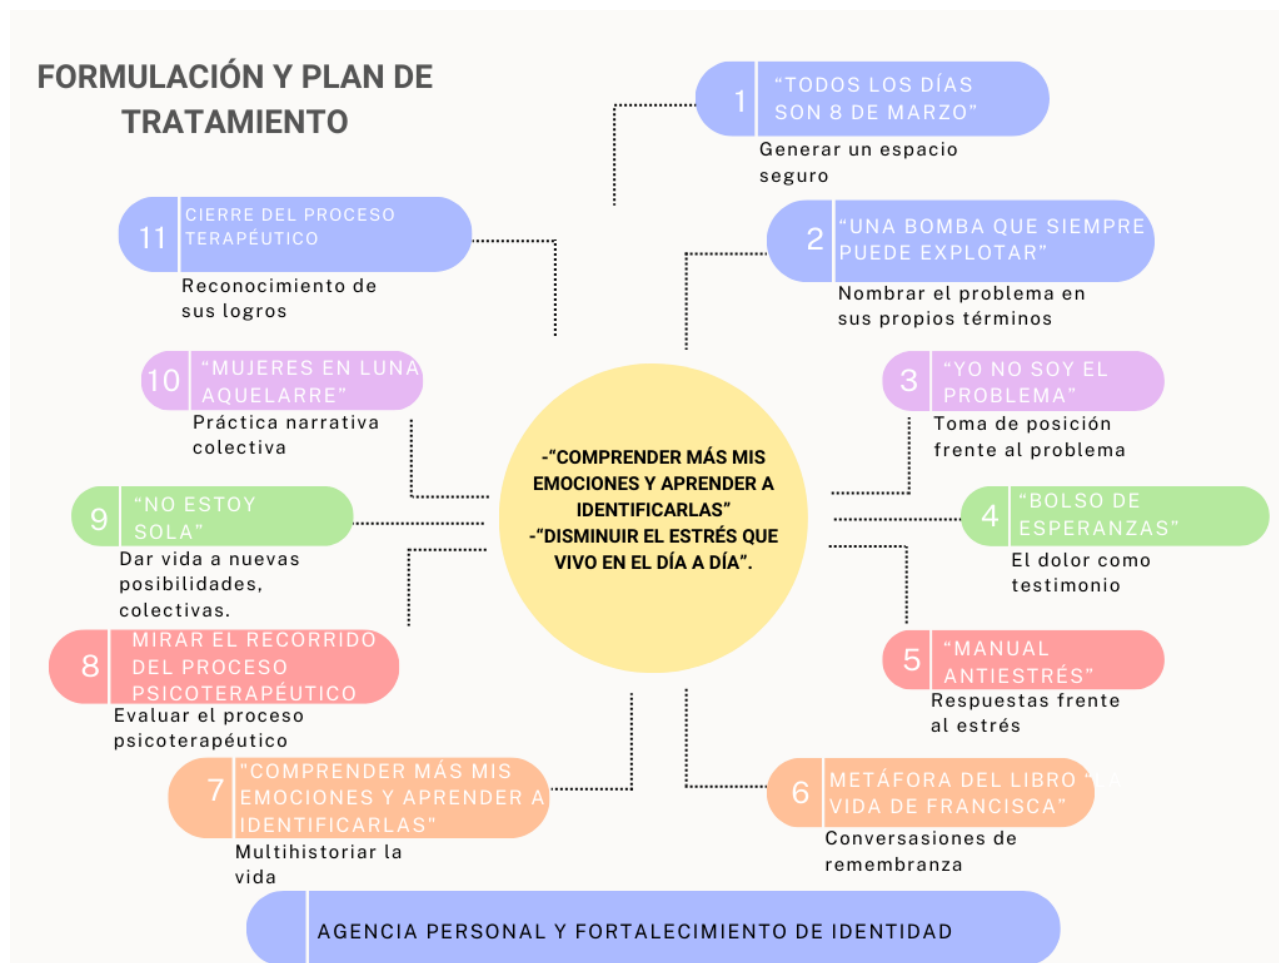 FORMULACIÓN Y PLAN DE
TRATAMIENTO
1
“TODOS LOS DÍAS
SON 8 DE MARZO”
Generar un espacio
seguro
2
“UNA BOMBA QUE SIEMPRE
PUEDE EXPLOTAR”
Nombrar el problema en
sus propios términos
3
“YO NO SOY EL
PROBLEMA”
Toma de posición
frente al problema
4
“BOLSO DE
ESPERANZAS”
El dolor como
testimonio
5
“MANUAL
ANTIESTRÉS”
Respuestas frente
al estrés
6
METÁFORA DEL LIBRO “LA
VIDA DE FRANCISCA”
Conversasiones de
remembranza
7
"COMPRENDER MÁS MIS
EMOCIONES Y APRENDER A
IDENTIFICARLAS"
Multihistoriar la
vida
8
MIRAR EL RECORRIDO
DEL PROCESO
PSICOTERAPÉUTICO
Evaluar el proceso
psicoterapéutico
9
“NO ESTOY
SOLA”
Dar vida a nuevas
posibilidades,
colectivas.
10
“MUJERES EN LUNA
AQUELARRE”
Práctica narrativa
colectiva
11
CIERRE DEL PROCESO
TERAPÉUTICO
Reconocimiento de
sus logros
-“COMPRENDER MÁS MIS
EMOCIONES Y APRENDER A
IDENTIFICARLAS”
-“DISMINUIR EL ESTRÉS QUE
VIVO EN EL DÍA A DÍA”.
AGENCIA PERSONAL Y FORTALECIMIENTO DE IDENTIDAD